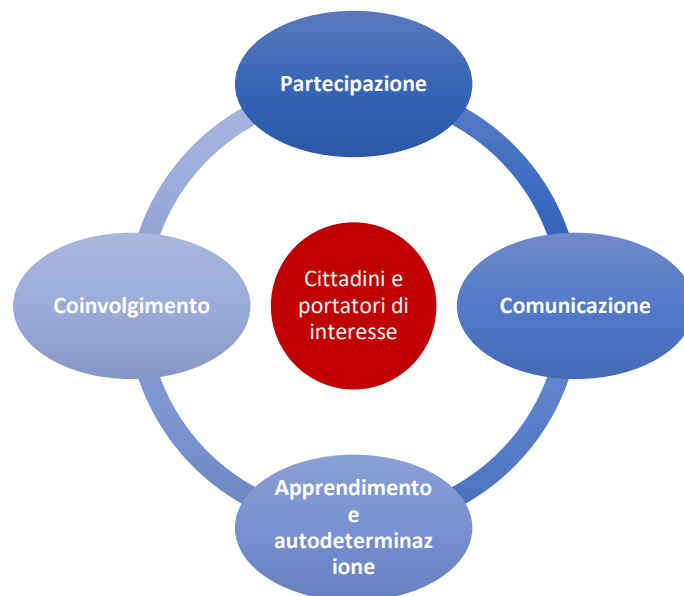 Partecipazione
Coinvolgimento
Cittadini e
portatori di
interesse
Comunicazione
Apprendimento
e
autodeterminaz
ione